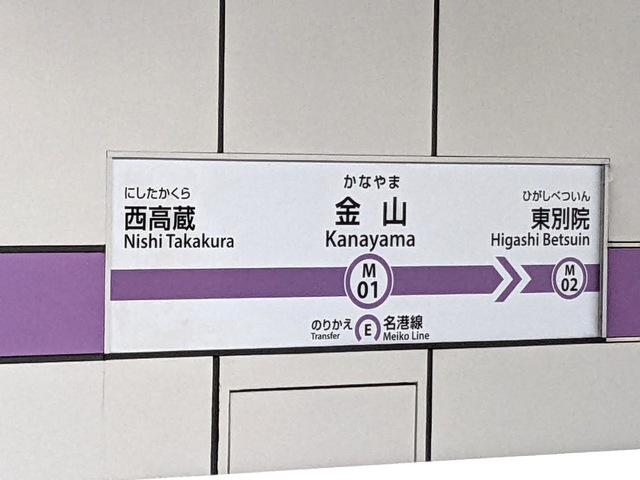 にしたかくら
西高蔵
Nishi Takakura
かなやま
金山
Kanayama
ひがしべついん
東別院
Higashi Betsuin
M
01
M
02
のりかえ
Transfer
E
名港線
Meiko Line